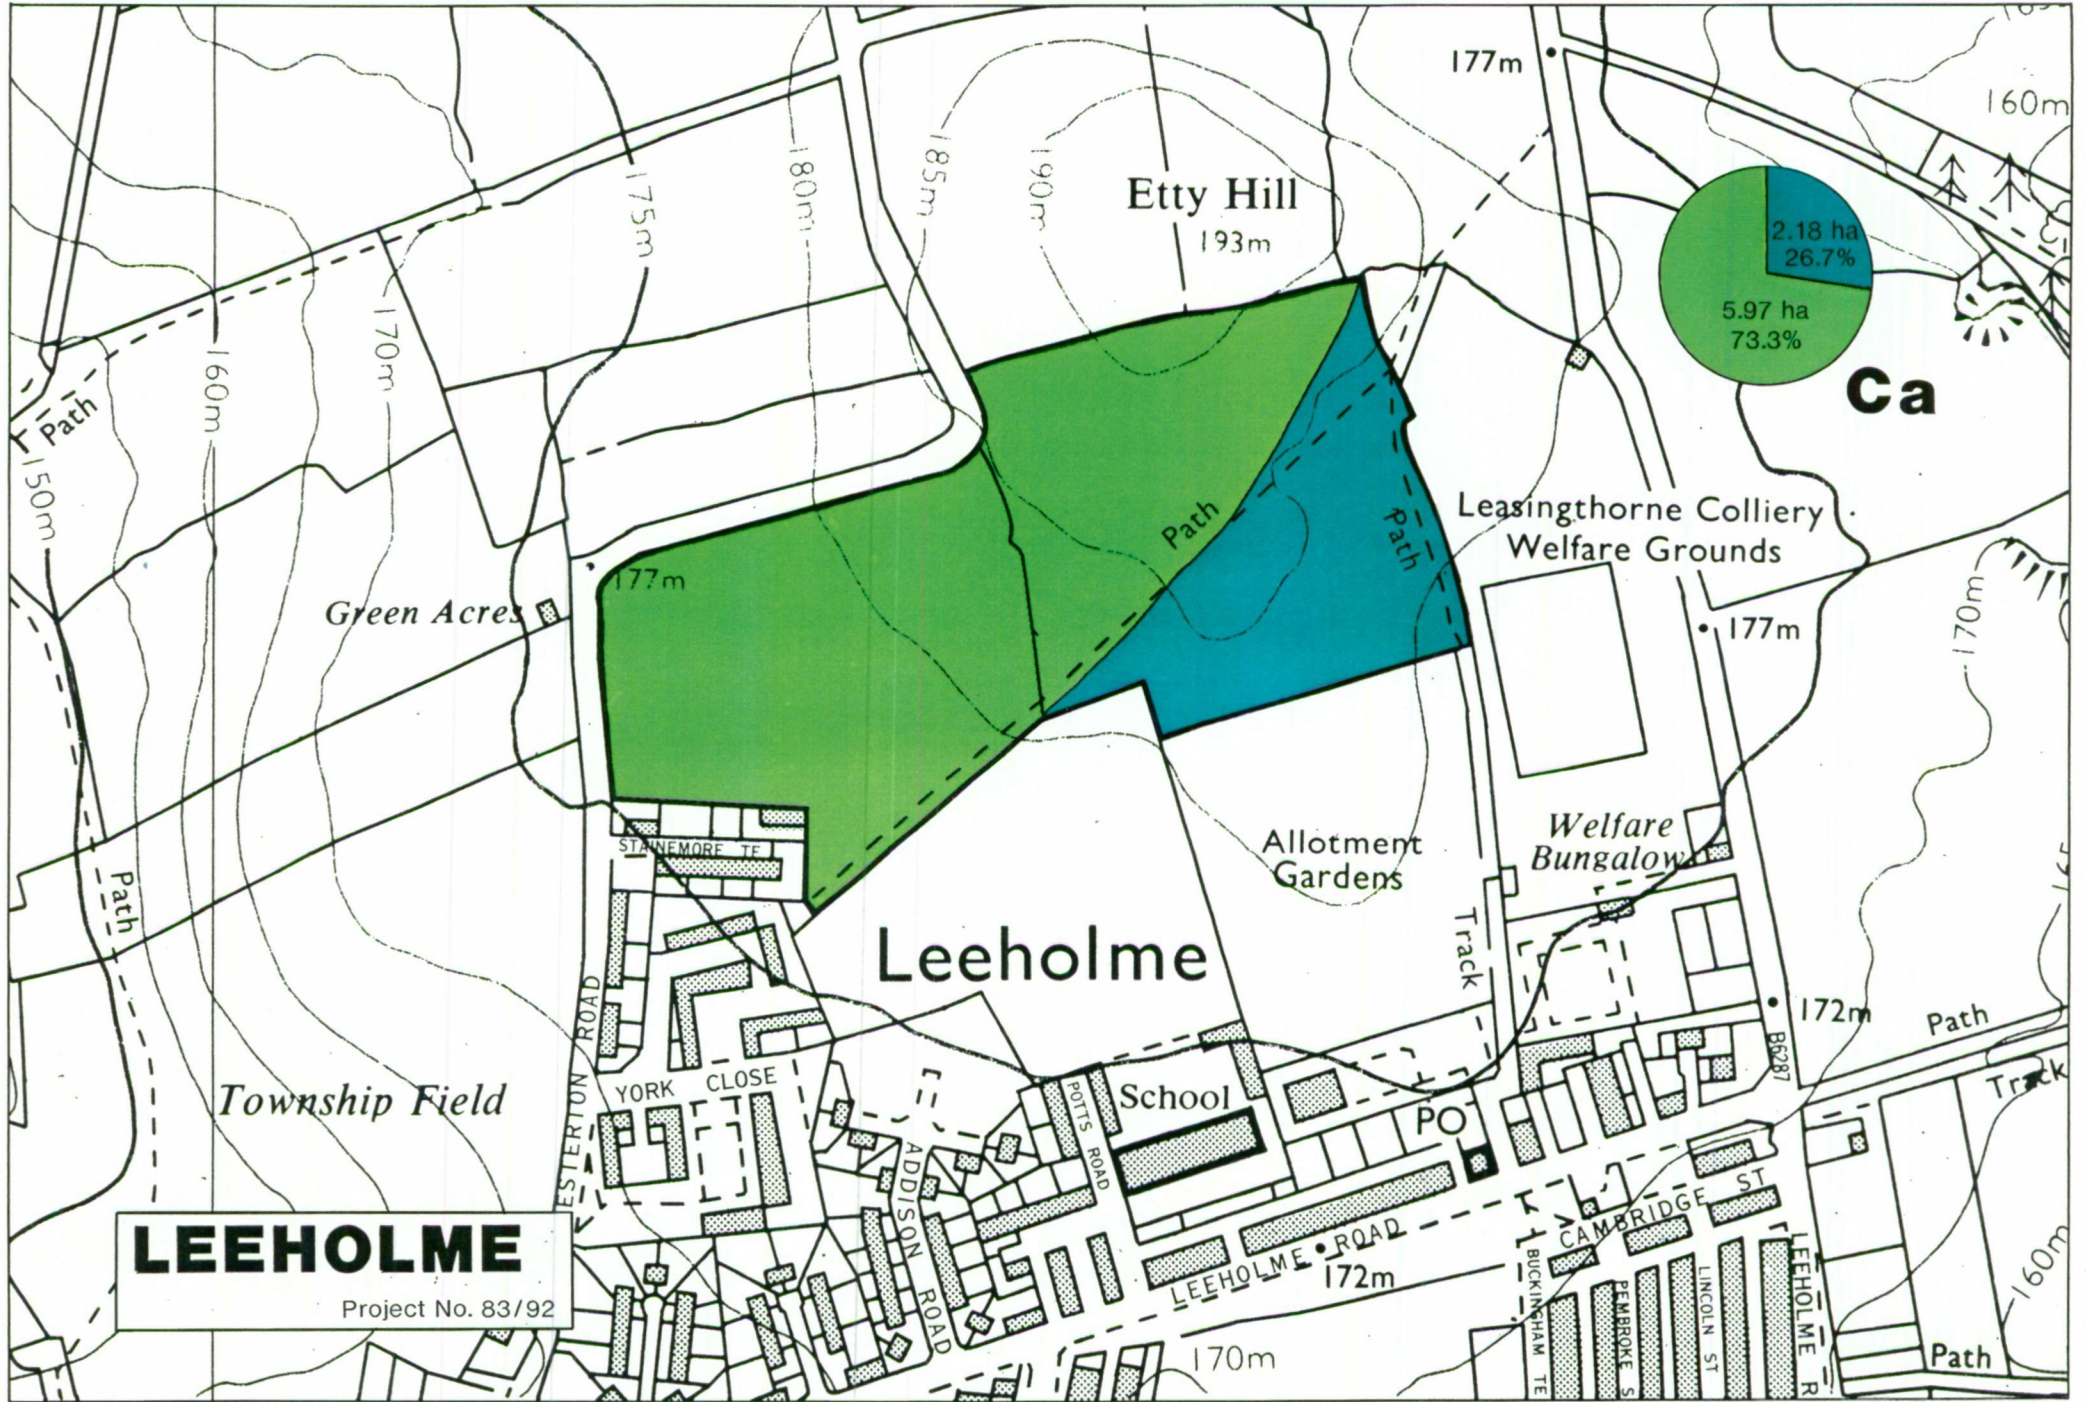 177m
160m
175m
180m
185m
190m
Etty Hill
193m
2.18 ha
26.7%
5.97 ha
73.3%
Ca
160m
170m
Path
150m
Path
Path
Leasingthorne Colliery
Welfare Grounds
177m
Green Acres
177m
170m
Welfare
Bungalow
STAINEMORE TE
Allotment
Gardens
Path
Track
Leeholme
172m
Path
B6287
Track
ESTERTON ROAD
YORK CLOSE
Township Field
POTTS ROAD
School
PO
ADDISON ROAD
CAMBRIDGE ST
LEEHOLME ROAD
172m
BUCKINGHAM TE
PEMBROKE S
LINCOLN ST
LEEHOLME R
160m
170m
Path
LEEHOLME
Project No. 83/92